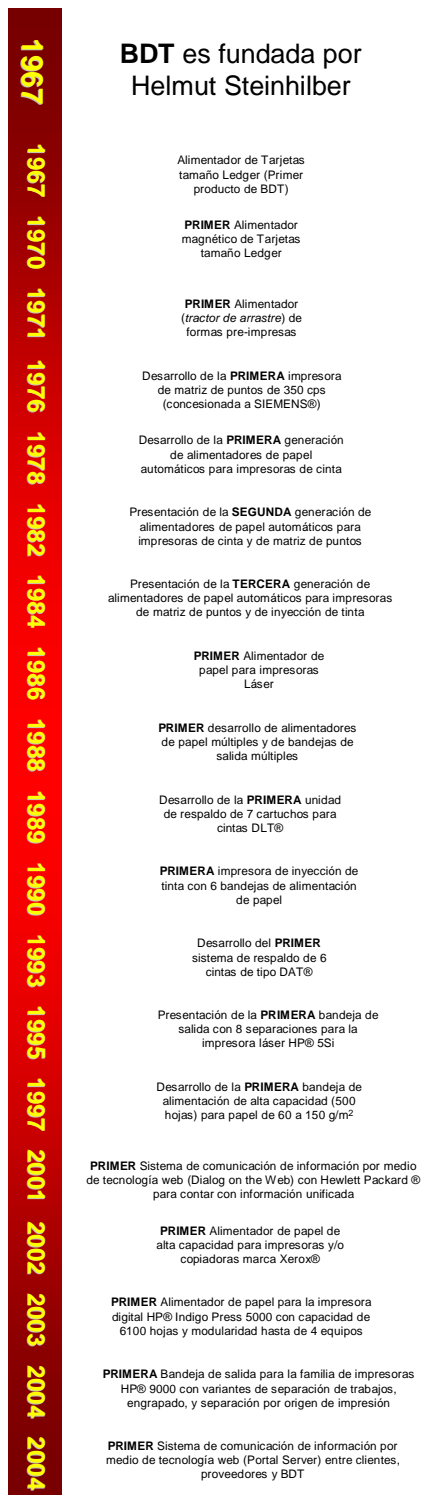 1967
BDT es fundada por
Helmut Steinhilber
1967
Alimentador de Tarjetas
tamaño Ledger (Primer
producto de BDT)
1970
PRIMER Alimentador
magnético de Tarjetas
tamaño Ledger
1971
PRIMER Alimentador
(tractor de arrastre) de
formas pre-impresas
1976
Desarrollo de la PRIMERA impresora
de matriz de puntos de 350 cps
(concesionada a SIEMENS®)
1978
Desarrollo de la PRIMERA generación
de alimentadores de papel
automáticos para impresoras de cinta
1982
Presentación de la SEGUNDA generación de
alimentadores de papel automáticos para
impresoras de cinta y de matriz de puntos
1984
Presentación de la TERCERA generación de
alimentadores de papel automáticos para impresoras
de matriz de puntos y de inyección de tinta
1986
PRIMER Alimentador de
papel para impresoras
Láser
1988
PRIMER desarrollo de alimentadores
de papel múltiples y de bandejas de
salida múltiples
1989
Desarrollo de la PRIMERA unidad
de respaldo de 7 cartuchos para
cintas DLT®
1990
PRIMERA impresora de inyección de
tinta con 6 bandejas de alimentación
de papel
1993
Desarrollo del PRIMER
sistema de respaldo de 6
cintas de tipo DAT®
1995
Presentación de la PRIMERA bandeja de
salida con 8 separaciones para la
impresora láser HP® 5Si
1997
Desarrollo de la PRIMERA bandeja de
alimentación de alta capacidad (500
hojas) para papel de 60 a 150 g/m²
2001
PRIMER Sistema de comunicación de información por medio
de tecnología web (Dialog on the Web) con Hewlett Packard ®
para contar con información unificada
2002
PRIMER Alimentador de papel de
alta capacidad para impresoras y/o
copiadoras marca Xerox®
2003
PRIMER Alimentador de papel para la impresora
digital HP® Indigo Press 5000 con capacidad de
6100 hojas y modularidad hasta de 4 equipos
2004
PRIMERA Bandeja de salida para la familia de impresoras
HP® 9000 con variantes de separación de trabajos,
engrapado, y separación por origen de impresión
2004
PRIMER Sistema de comunicación de información por
medio de tecnología web (Portal Server) entre clientes,
proveedores y BDT